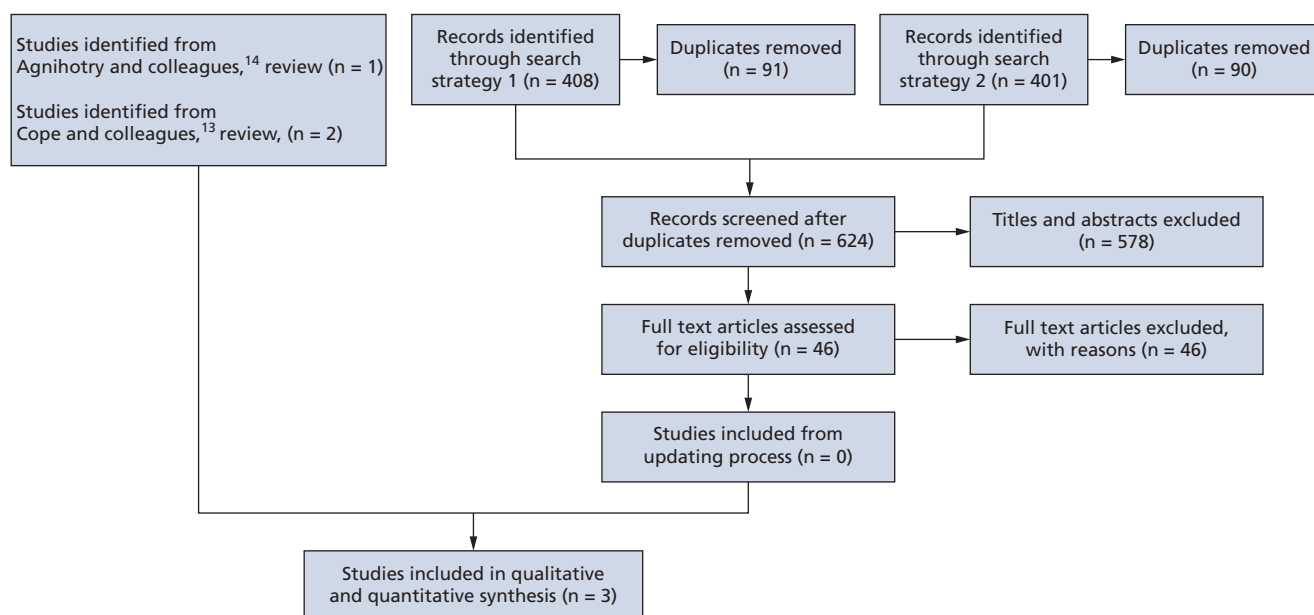 Studies identified from
Agnihotry and colleagues,14 review (n = 1)
Studies identified from
Cope and colleagues,13 review, (n = 2)
Records identified
through search
strategy 1 (n = 408)
Duplicates removed
(n = 91)
Records identified
through search
strategy 2 (n = 401)
Duplicates removed
(n = 90)
Records screened after
duplicates removed (n = 624)
Titles and abstracts excluded
(n = 578)
Full text articles assessed
for eligibility (n = 46)
Full text articles excluded,
with reasons (n = 46)
Studies included from
updating process (n = 0)
Studies included in qualitative
and quantitative synthesis (n = 3)